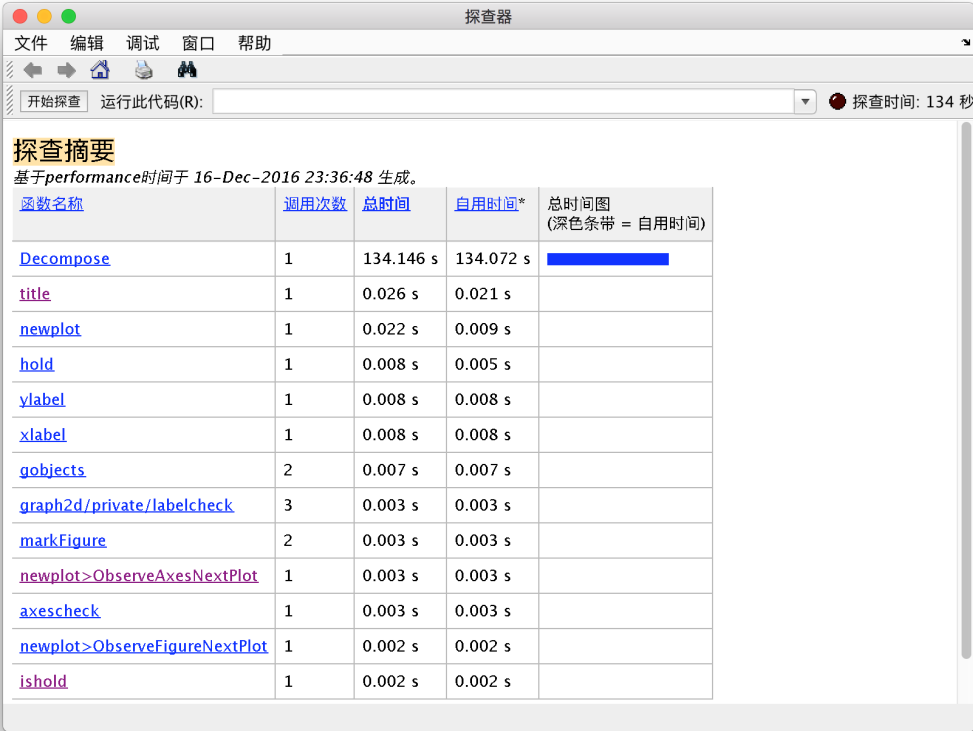 探查器
文件 编辑 调试 窗口 帮助
开始探查 运行此代码(R): 探查时间: 134 秒
探查摘要
基于performance时间于 16-Dec-2016 23:36:48 生成。
函数名称 调用次数 总时间 自用时间* 总时间图
(深色条带 = 自用时间)
Decompose 1 134.146 s 134.072 s
title 1 0.026 s 0.021 s
newplot 1 0.022 s 0.009 s
hold 1 0.008 s 0.005 s
ylabel 1 0.008 s 0.008 s
xlabel 1 0.008 s 0.008 s
gobjects 2 0.007 s 0.007 s
graph2d/private/labelcheck 3 0.003 s 0.003 s
markFigure 2 0.003 s 0.003 s
newplot>ObserveAxesNextPlot 1 0.003 s 0.003 s
axescheck 1 0.003 s 0.003 s
newplot>ObserveFigureNextPlot 1 0.002 s 0.002 s
ishold 1 0.002 s 0.002 s